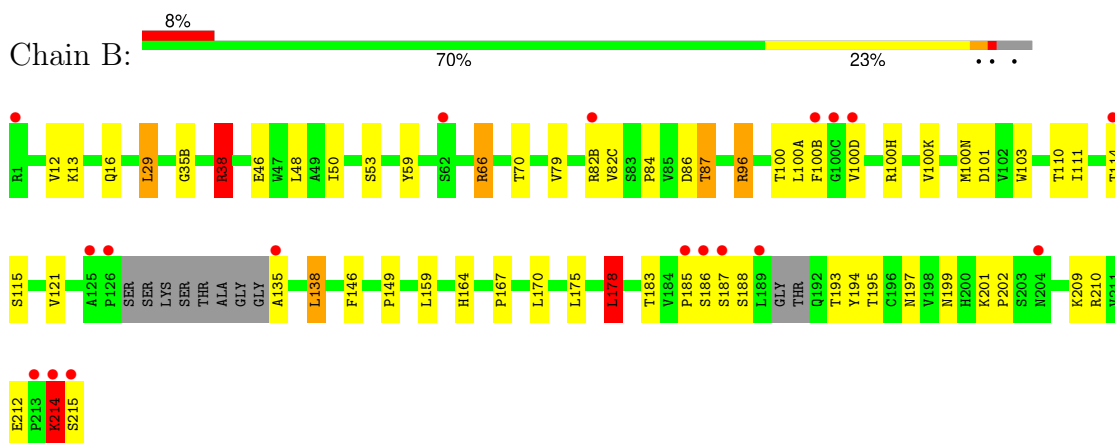 8%
Chain B:
70% 23% • • •
R1 V12 K13 Q16 L29 G35B R38 E46 W47 L48 A49 I50 S53 Y59 S62 R66 T70 V79 R82B V82C S83 P84 V85 D86 T87 R96 T100 L100A F100B G100C V100D R100H V100K M100N D101 V102 W103 T110 I111
S115 V121 A125 P126 SER SER LYS SER THR ALA GLY GLY A135 L138 F146 P149 L159 H164 P167 L170 L175 L178 T183 V184 P185 S186 S187 S188 L189 GLY THR Q192 T193 Y194 T195 C196 N197 V198 N199 H200 K201 P202 S203 N204 K209 R210
E212 P213 K214 S215